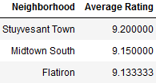 Neighborhood Average Rating
Stuyvesant Town 9.200000
Midtown South 9.150000
Flatiron 9.133333